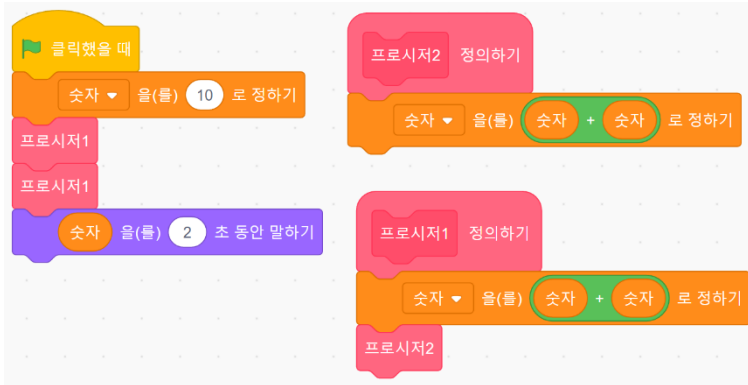 클릭했을 때
숫자 을(를) 10 로 정하기
프로시저1
프로시저1
숫자 을(를) 2 초 동안 말하기
프로시저2 정의하기
숫자 을(를) 숫자 + 숫자 로 정하기
프로시저1 정의하기
숫자 을(를) 숫자 + 숫자 로 정하기
프로시저2